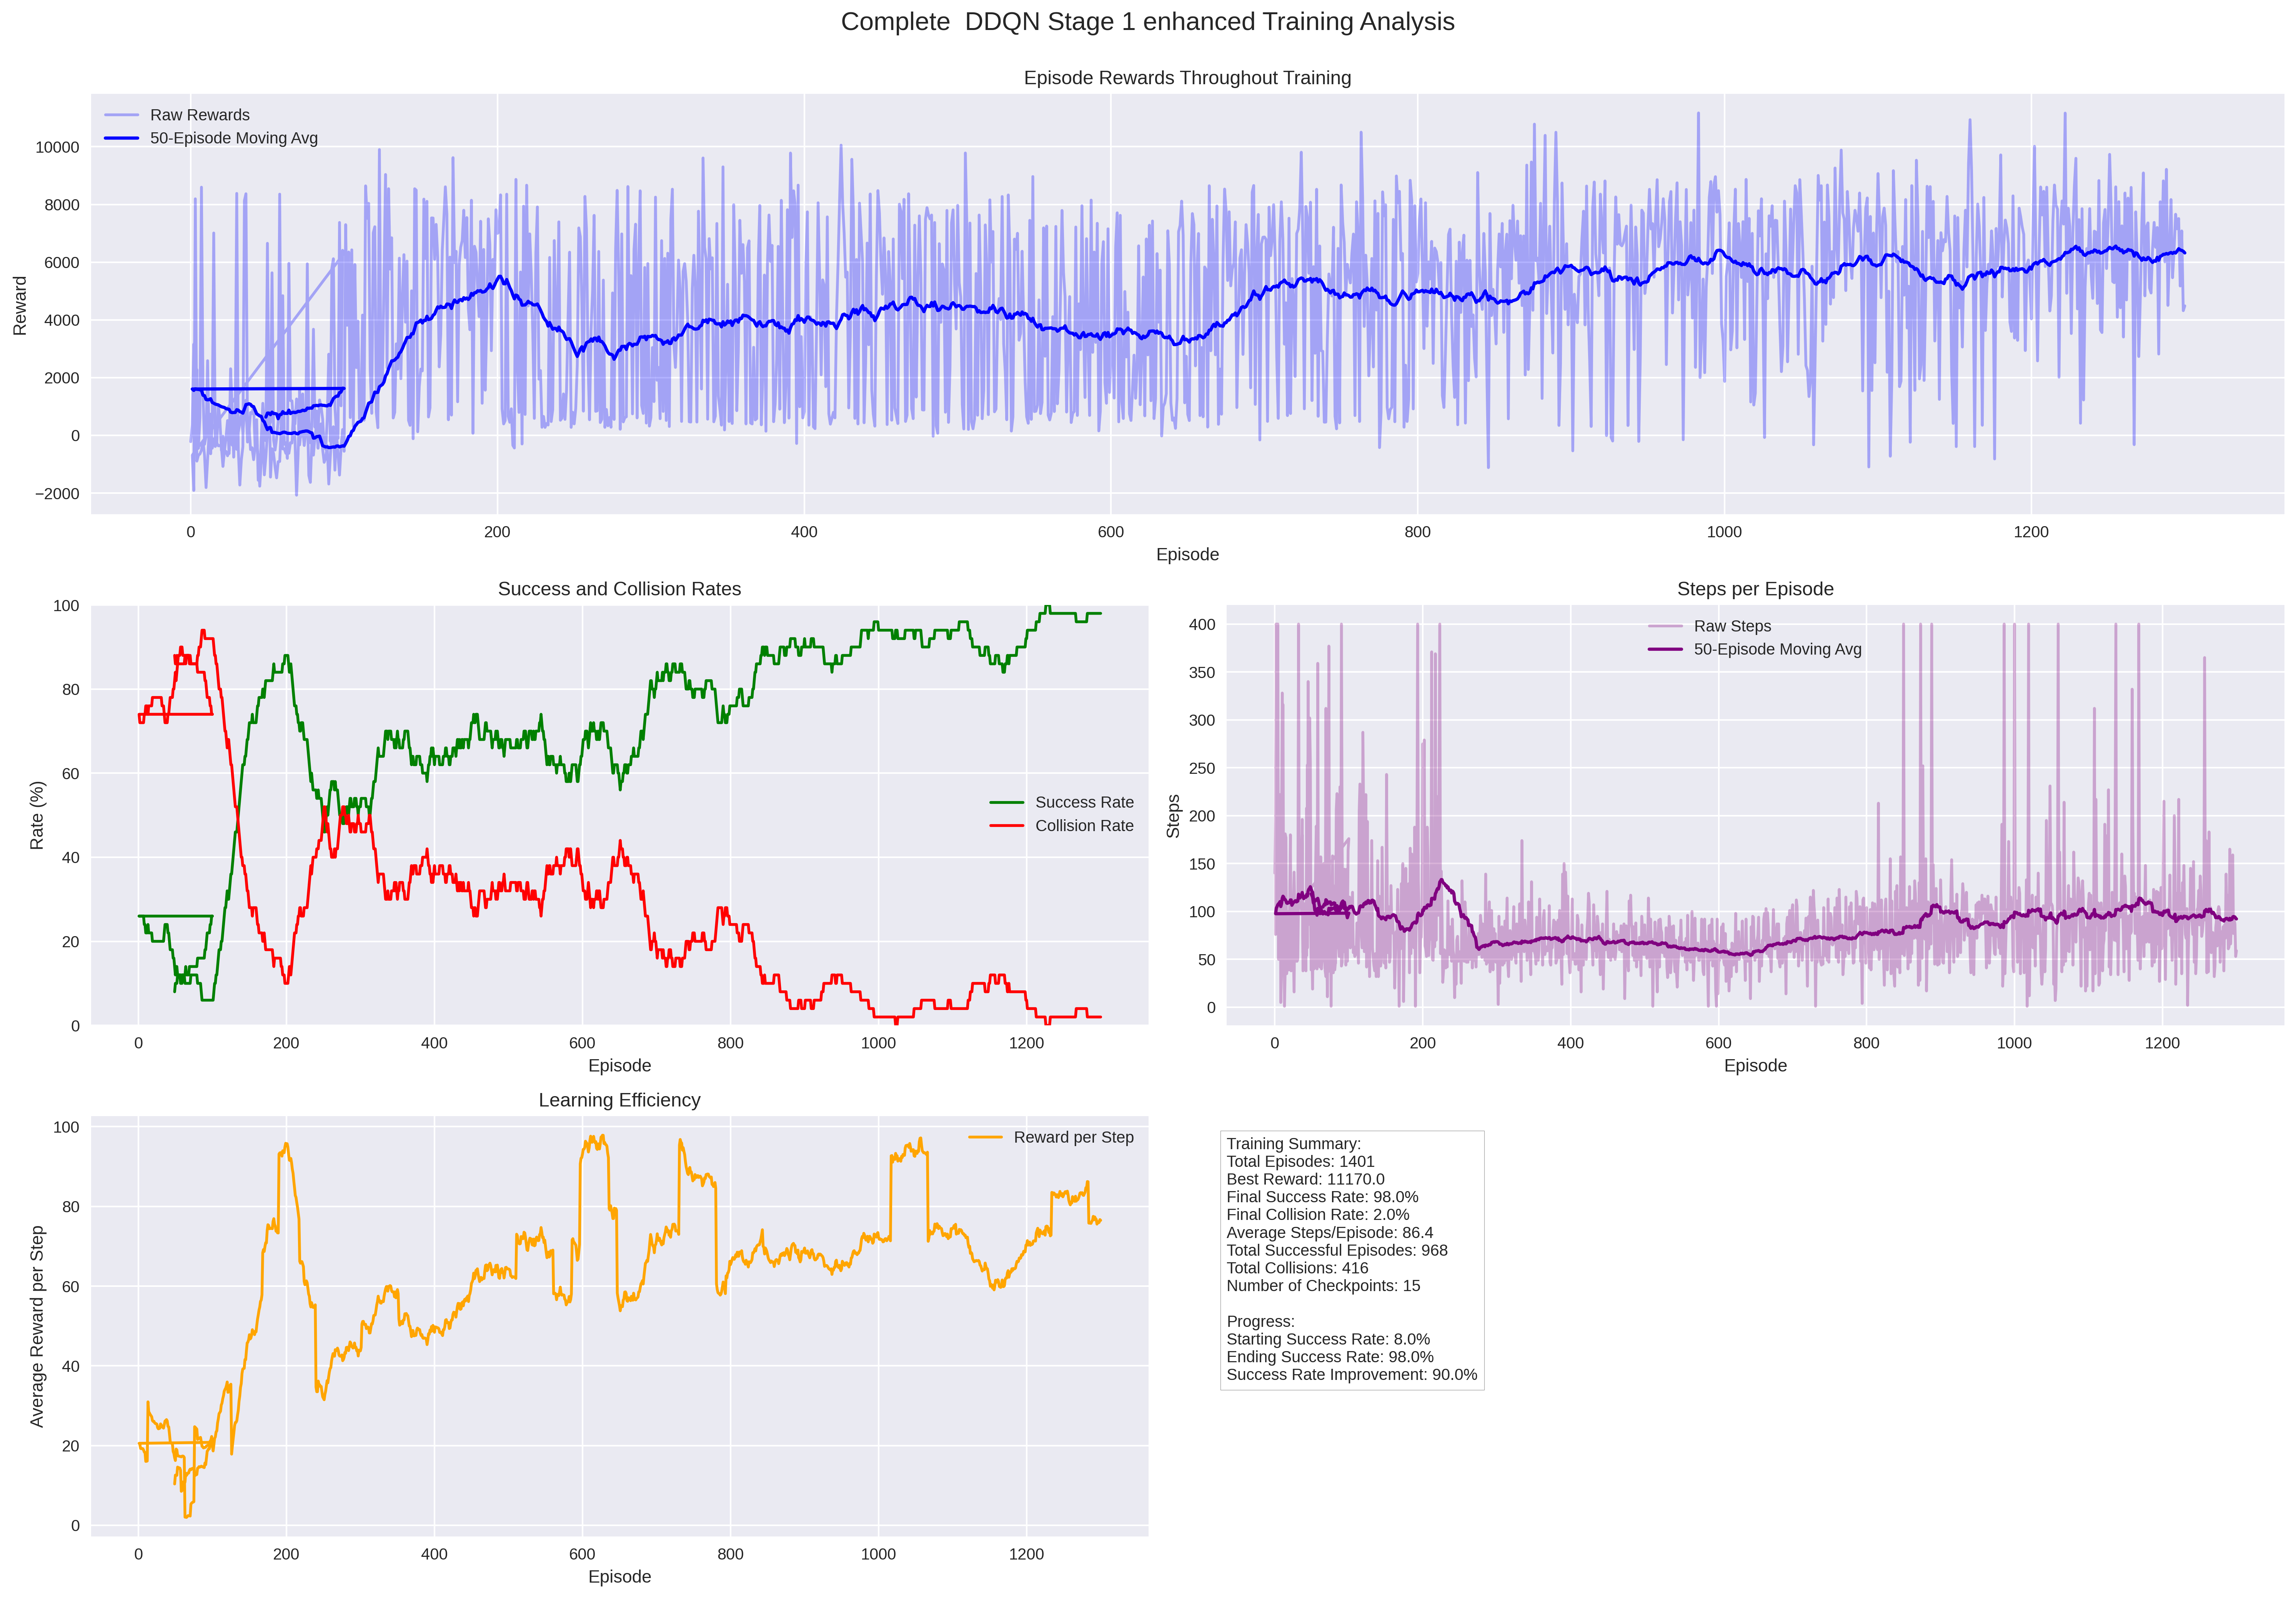 Complete  DDQN Stage 1 enhanced Training Analysis
Episode Rewards Throughout Training
Raw Rewards
50-Episode Moving Avg
Reward
10000
8000
6000
4000
2000
0
−2000
0 200 400 600 800 1000 1200
Episode
Success and Collision Rates
Rate (%)
100
80
60
40
20
0
Success Rate
Collision Rate
0 200 400 600 800 1000 1200
Episode
Steps per Episode
Raw Steps
50-Episode Moving Avg
Steps
400
350
300
250
200
150
100
50
0
0 200 400 600 800 1000 1200
Episode
Learning Efficiency
Reward per Step
Average Reward per Step
100
80
60
40
20
0
0 200 400 600 800 1000 1200
Episode
Training Summary:
Total Episodes: 1401
Best Reward: 11170.0
Final Success Rate: 98.0%
Final Collision Rate: 2.0%
Average Steps/Episode: 86.4
Total Successful Episodes: 968
Total Collisions: 416
Number of Checkpoints: 15
Progress:
Starting Success Rate: 8.0%
Ending Success Rate: 98.0%
Success Rate Improvement: 90.0%